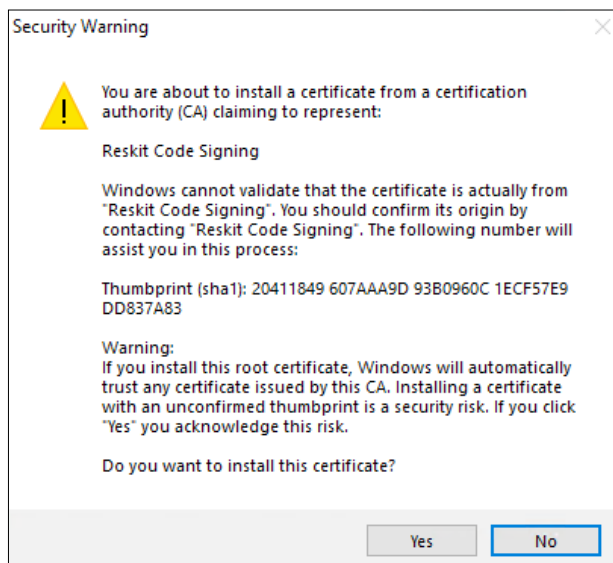 Security Warning
You are about to install a certificate from a certification
authority (CA) claiming to represent:
Reskit Code Signing
Windows cannot validate that the certificate is actually from
"Reskit Code Signing". You should confirm its origin by
contacting "Reskit Code Signing". The following number will
assist you in this process:
Thumbprint (sha1): 20411849 607AAA9D 93B0960C 1ECF57E9
DD837A83
Warning:
If you install this root certificate, Windows will automatically
trust any certificate issued by this CA. Installing a certificate
with an unconfirmed thumbprint is a security risk. If you click
"Yes" you acknowledge this risk.
Do you want to install this certificate?
Yes No